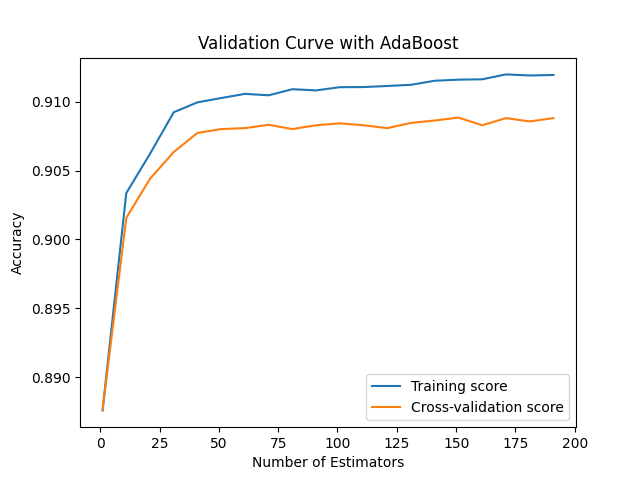 Validation Curve with AdaBoost
0.910
0.905
0.900
0.895
0.890
Accuracy
0 25 50 75 100 125 150 175 200
Number of Estimators
Training score
Cross-validation score